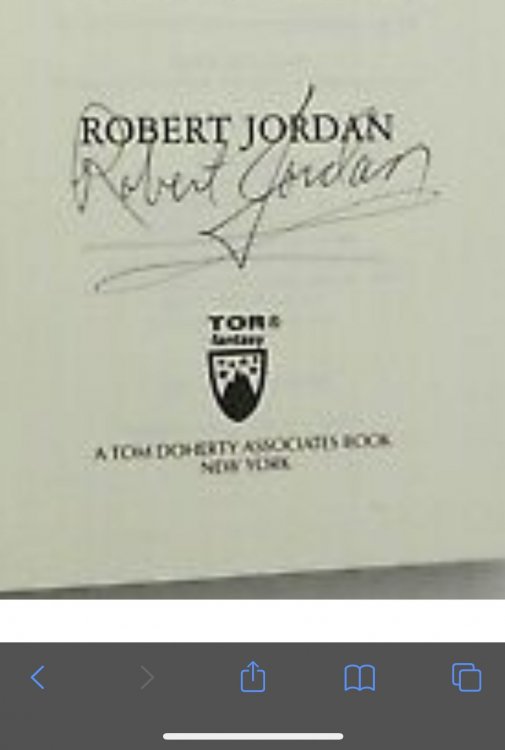 ROBERT JORDAN
Robert Jordan
TOR®
fantasy
A TOM DOHERTY ASSOCIATES BOOK
NEW YORK